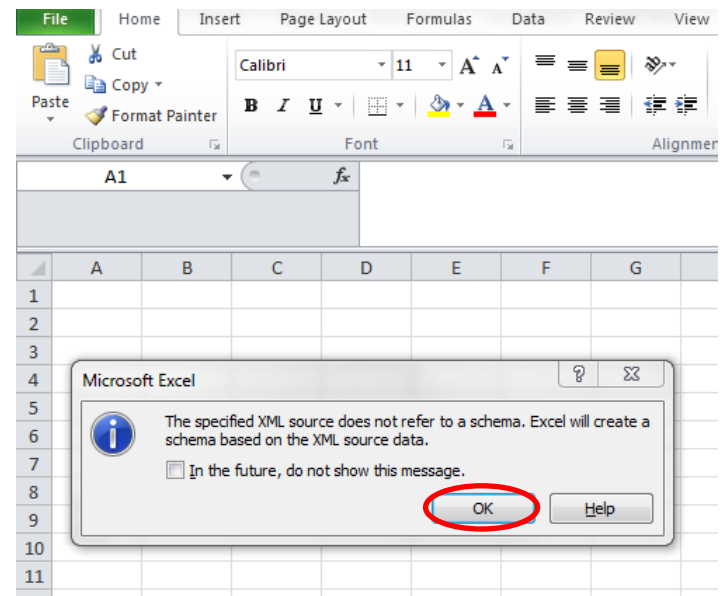 File Home Insert Page Layout Formulas Data Review View
Cut
Copy
Paste
Format Painter
Calibri 11 A A
B I U A
Clipboard Font
A1 fx
A B C D E F G
1
2
3
4
5
6
7
8
9
10
11
Microsoft Excel
The specified XML source does not refer to a schema. Excel will create a
schema based on the XML source data.
In the future, do not show this message.
OK Help